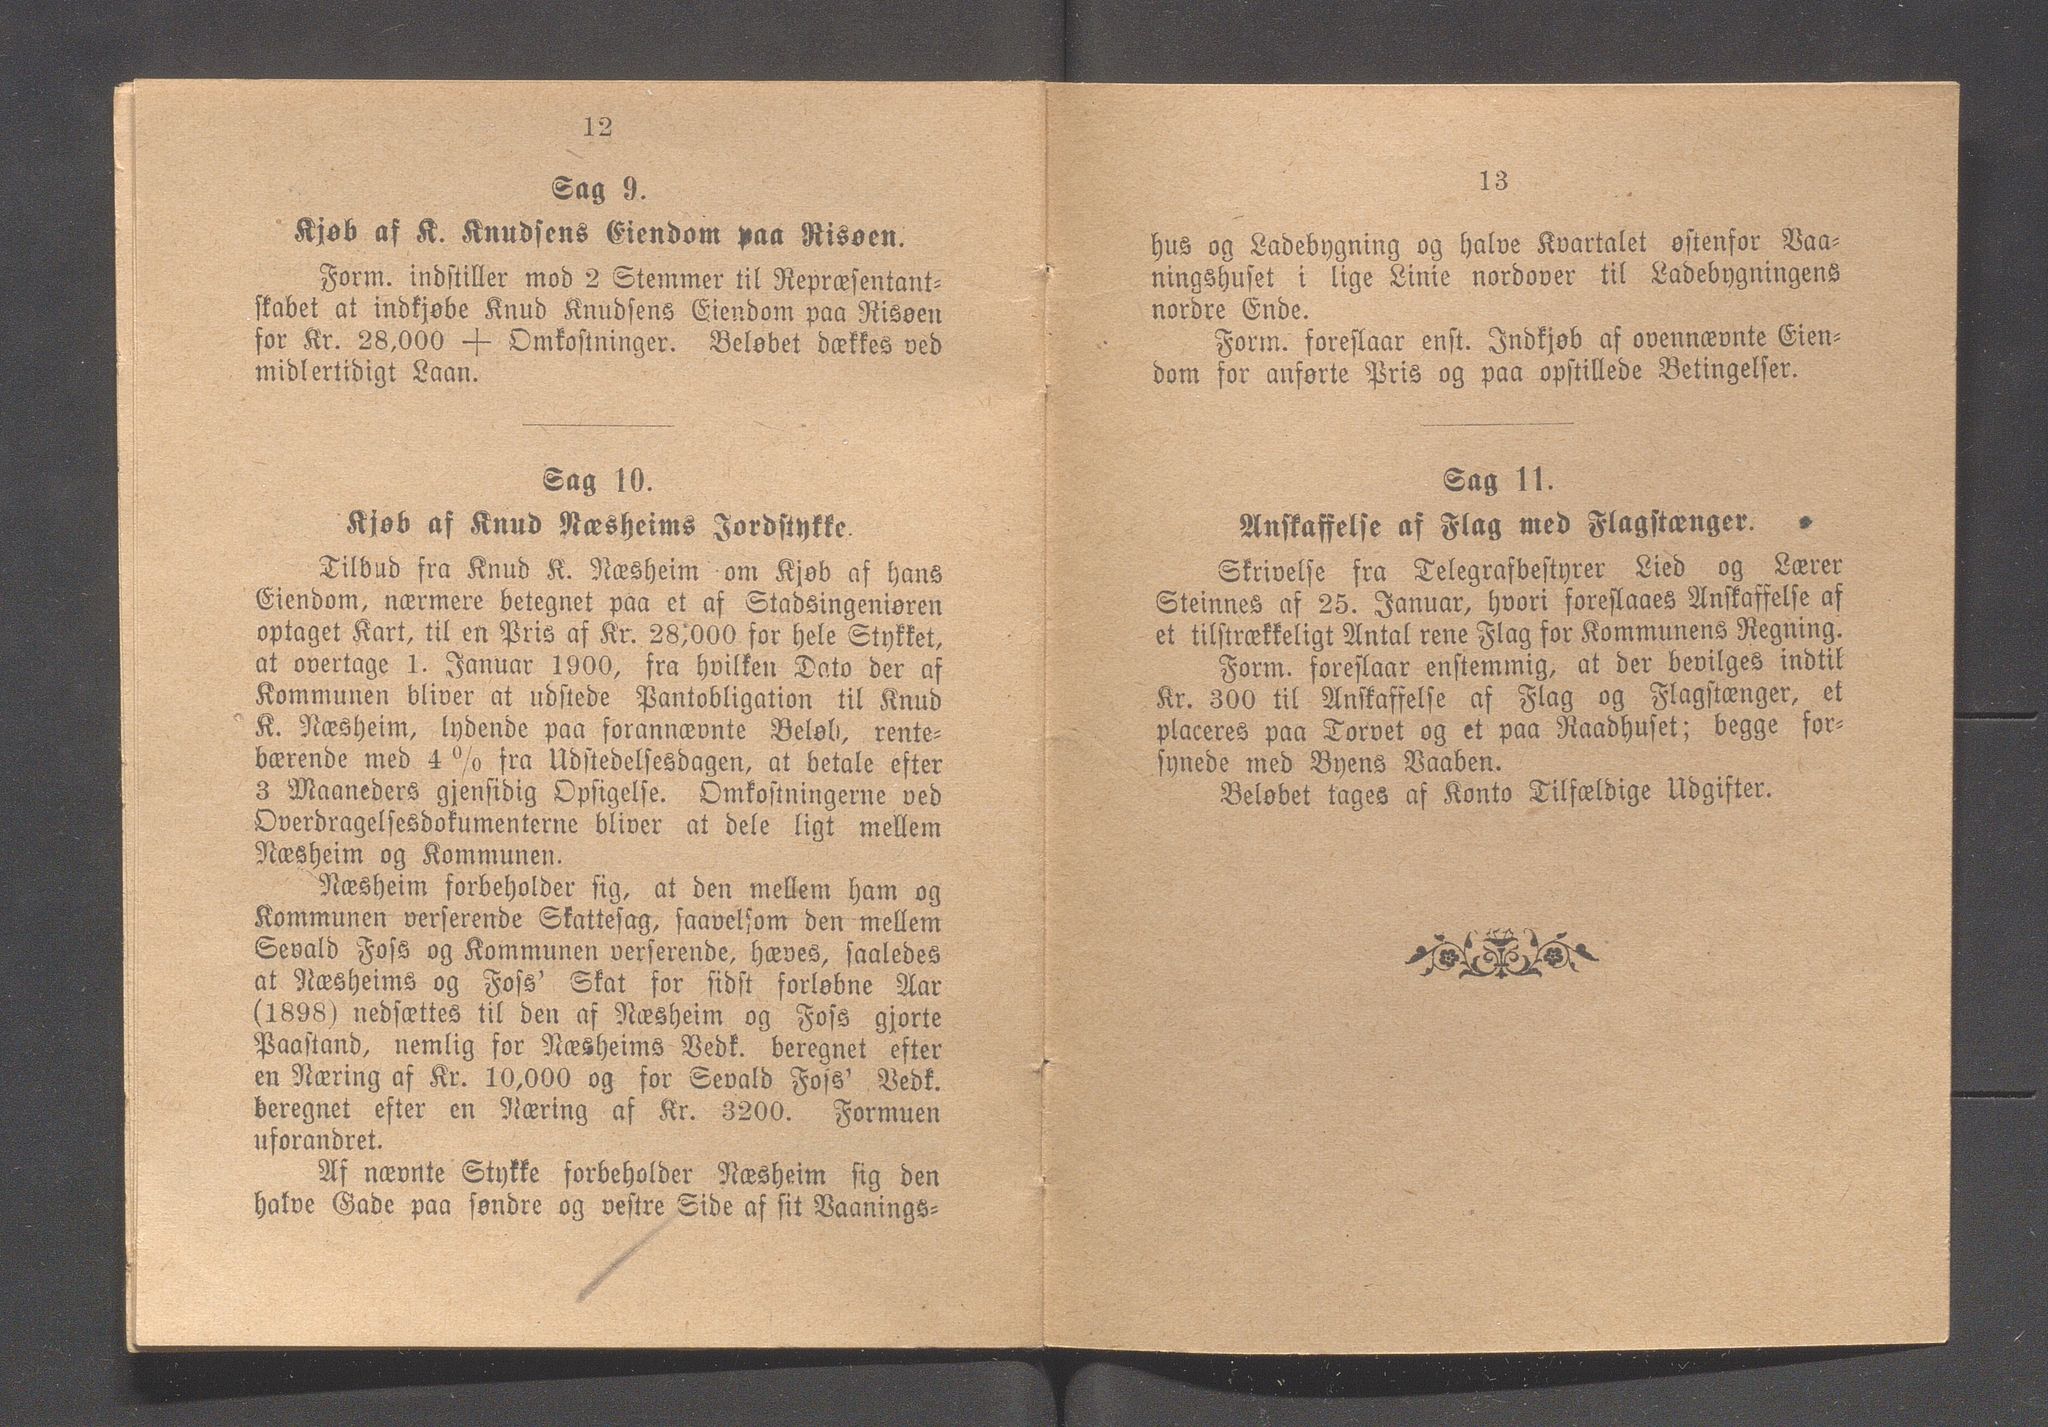 12
Sag 9.
Kjøb af K. Knudsens Eiendom paa Risøen.
Form. indstiller mod 2 Stemmer til Repræsentant-
skabet at indkjøbe Knud Knudsens Eiendom paa Risøen
for Kr. 28,000 + Omkostninger. Beløbet dækkes ved
midlertidigt Laan.
Sag 10.
Kjøb af Knud Næsheims Jordstykke.
Tilbud fra Knud K. Næsheim om Kjøb af hans
Eiendom, nærmere betegnet paa et af Stadsingeniøren
optaget Kart, til en Pris af Kr. 28,000 for hele Stykket,
at overtage 1. Januar 1900, fra hvilken Dato der af
Kommunen bliver at udstede Pantobligation til Knud
K. Næsheim, lydende paa forannævnte Beløb, rente-
bærende med 4 % fra Udstedelsesdagen, at betale efter
3 Maaneders gjensidig Opsigelse. Omkostningerne ved
Overdragelsesdokumenterne bliver at dele ligt mellem
Næsheim og Kommunen.
Næsheim forbeholder sig, at den mellem ham og
Kommunen verserende Skattesag, saavelsom den mellem
Sevald Foss og Kommunen verserende, hæves, saaledes
at Næsheims og Foss' Skat for sidst forløbne Aar
(1898) nedsættes til den af Næsheim og Foss gjorte
Paastand, nemlig for Næsheims Vedk. beregnet efter
en Næring af Kr. 10,000 og for Sevald Foss' Vedk.
beregnet efter en Næring af Kr. 3200. Formuen
uforandret.
Af nævnte Stykke forbeholder Næsheim sig den
halve Gade paa søndre og vestre Side af sit Vaanings-
13
hus og Ladebygning og halve Kvartalet østenfor Vaa-
ningshuset i lige Linie nordover til Ladebygningens
nordre Ende.
Form. foreslaar enst. Indkjøb af ovennævnte Eien-
dom for anførte Pris og paa opstillede Betingelser.
Sag 11.
Anskaffelse af Flag med Flagstænger.
Skrivelse fra Telegrafbestyrer Lied og Lærer
Steinnes af 25. Januar, hvori foreslaaes Anskaffelse af
et tilstrækkeligt Antal rene Flag for Kommunens Regning.
Form. foreslaar enstemmig, at der bevilges indtil
Kr. 300 til Anskaffelse af Flag og Flagstænger, et
placeres paa Torvet og et paa Raadhuset; begge for-
synede med Byens Vaaben.
Beløbet tages af Konto Tilfældige Udgifter.